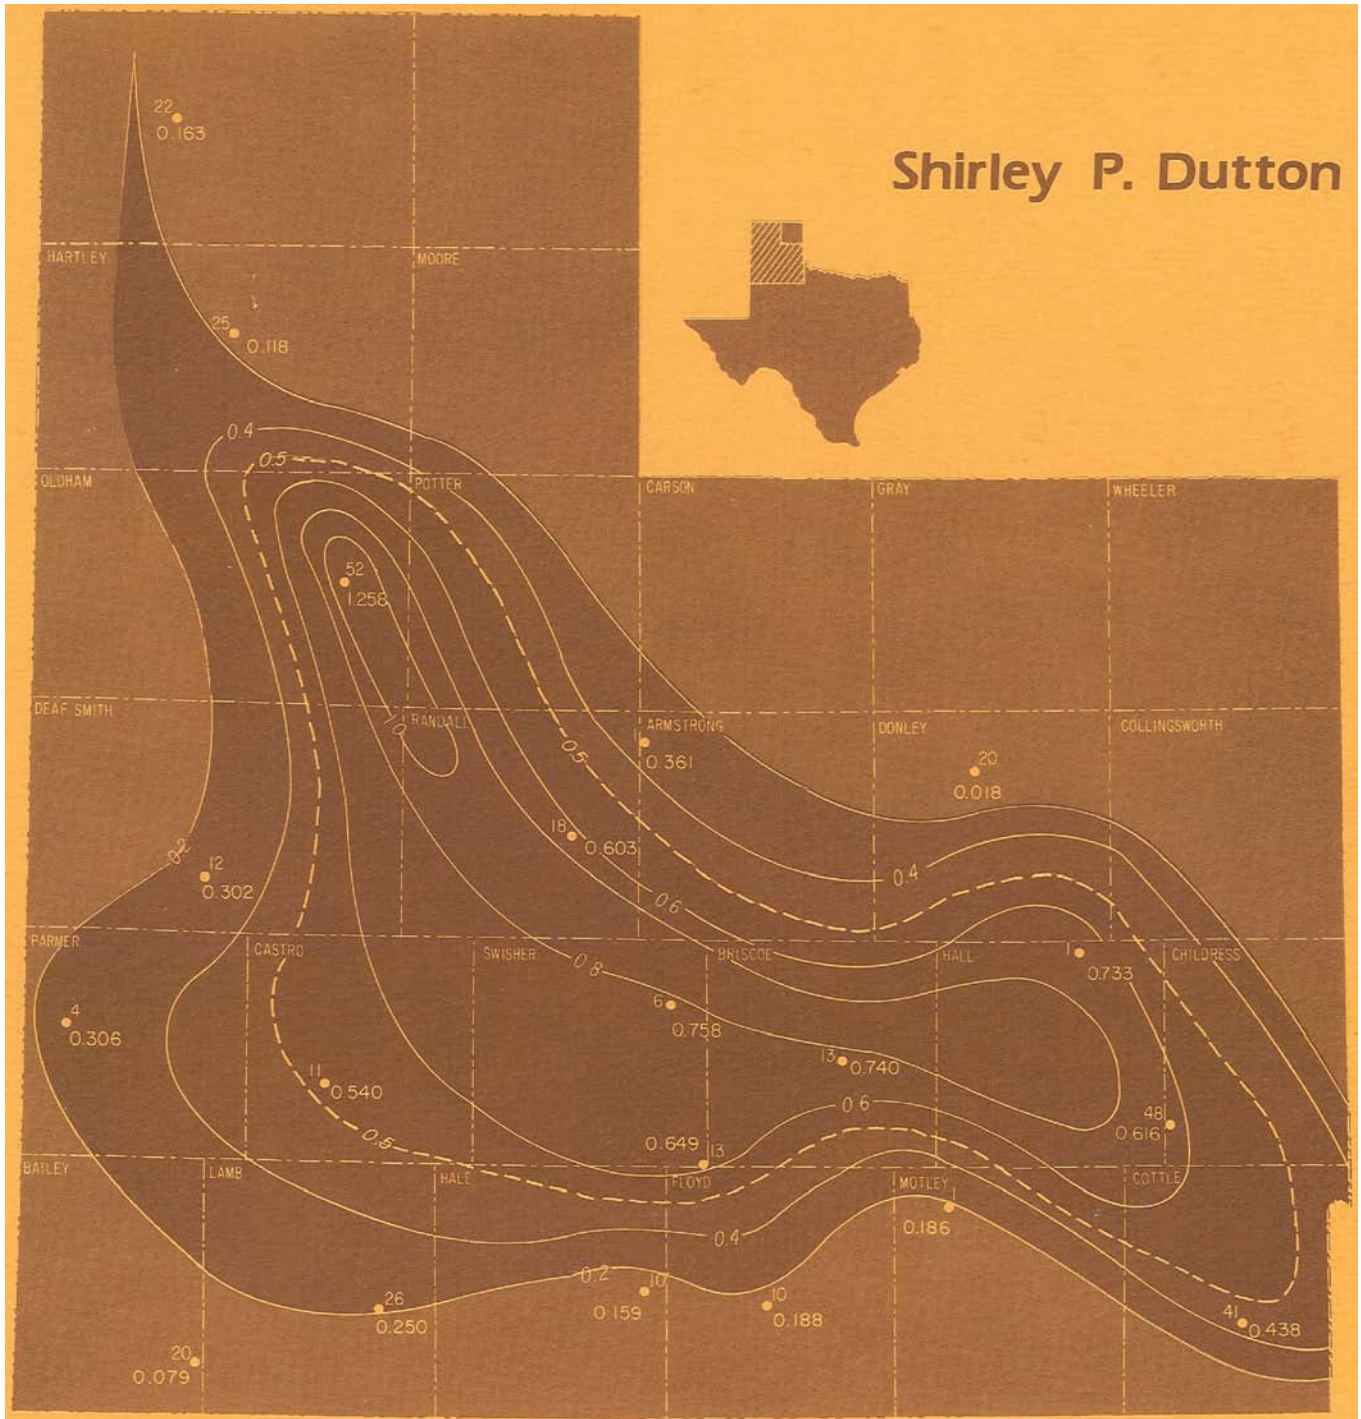 22
0.163
Shirley P. Dutton
HARTLEY
MOORE
25
0.118
0.4
0.5
OLDHAM
POTTER
CARSON
GRAY
WHEELER
52
1.258
DEAF SMITH
1.0
RANDALL
ARMSTRONG
DONLEY
COLLINGSWORTH
1
0.361
0.5
20
0.018
18
0.603
0.2
12
0.302
0.4
0.6
PARMER
CASTRO
SWISHER
BRISCOE
HALL
CHILDRESS
0.8
1
0.733
4
0.306
6
0.758
13
0.740
11
0.540
0.6
48
0.616
0.5
0.649
13
BAILEY
LAMB
HALE
FLOYD
MOTLEY
COTTLE
1
0.186
0.4
0.2
10
0.159
10
0.188
26
0.250
41
0.438
20
0.079